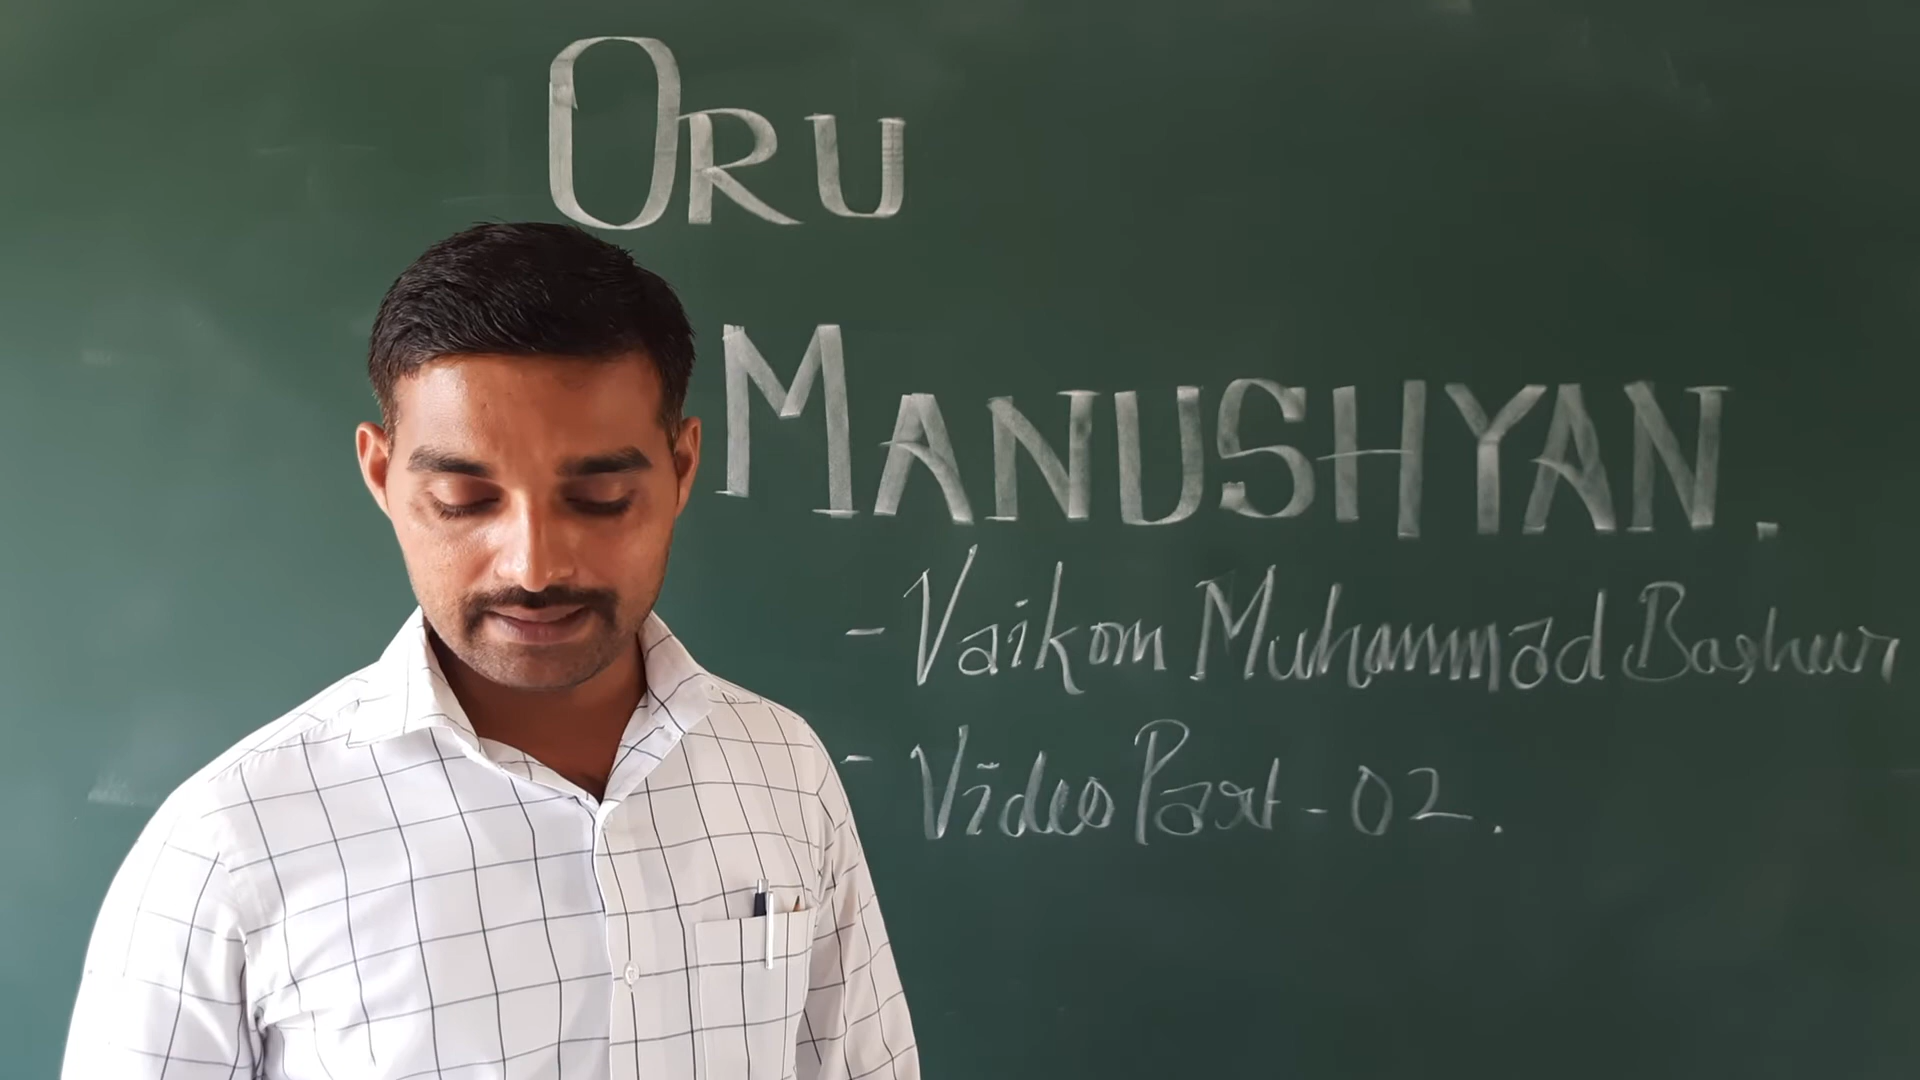 ORU
MANUSHYAN.
- Vaikom Muhammad Basheer
- Video Part - 02.